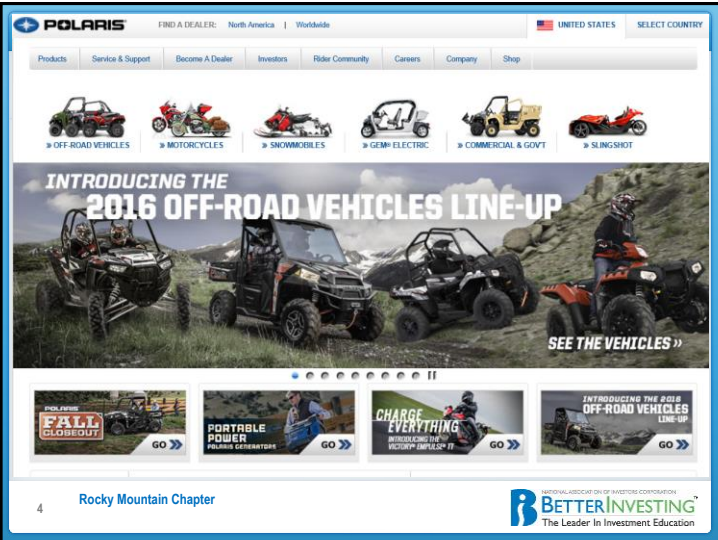 POLARIS
FIND A DEALER: North America | Worldwide
UNITED STATES
SELECT COUNTRY
Products
Service & Support
Become A Dealer
Investors
Rider Community
Careers
Company
Shop
» OFF-ROAD VEHICLES
» MOTORCYCLES
» SNOWMOBILES
» GEM® ELECTRIC
» COMMERCIAL & GOV'T
» SLINGSHOT
INTRODUCING THE
2016 OFF-ROAD VEHICLES LINE-UP
SEE THE VEHICLES »
POLARIS
FALL
CLOSEOUT
GO »
PORTABLE
POWER
POLARIS GENERATORS
GO »
CHARGE
EVERYTHING
INTRODUCING THE
VICTORY® EMPULSE® TT
GO »
INTRODUCING THE 2016
OFF-ROAD VEHICLES
LINE-UP
GO »
4
Rocky Mountain Chapter
NATIONAL ASSOCIATION OF INVESTORS CORPORATION
BETTERINVESTING™
The Leader In Investment Education